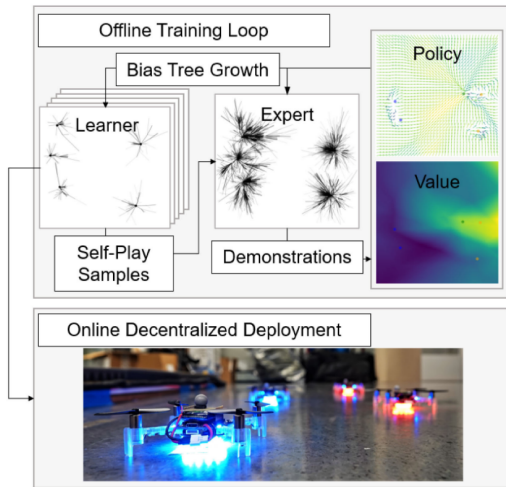 Offline Training Loop
Bias Tree Growth
Policy
Learner
Expert
Value
Self-Play
Samples
Demonstrations
Online Decentralized Deployment